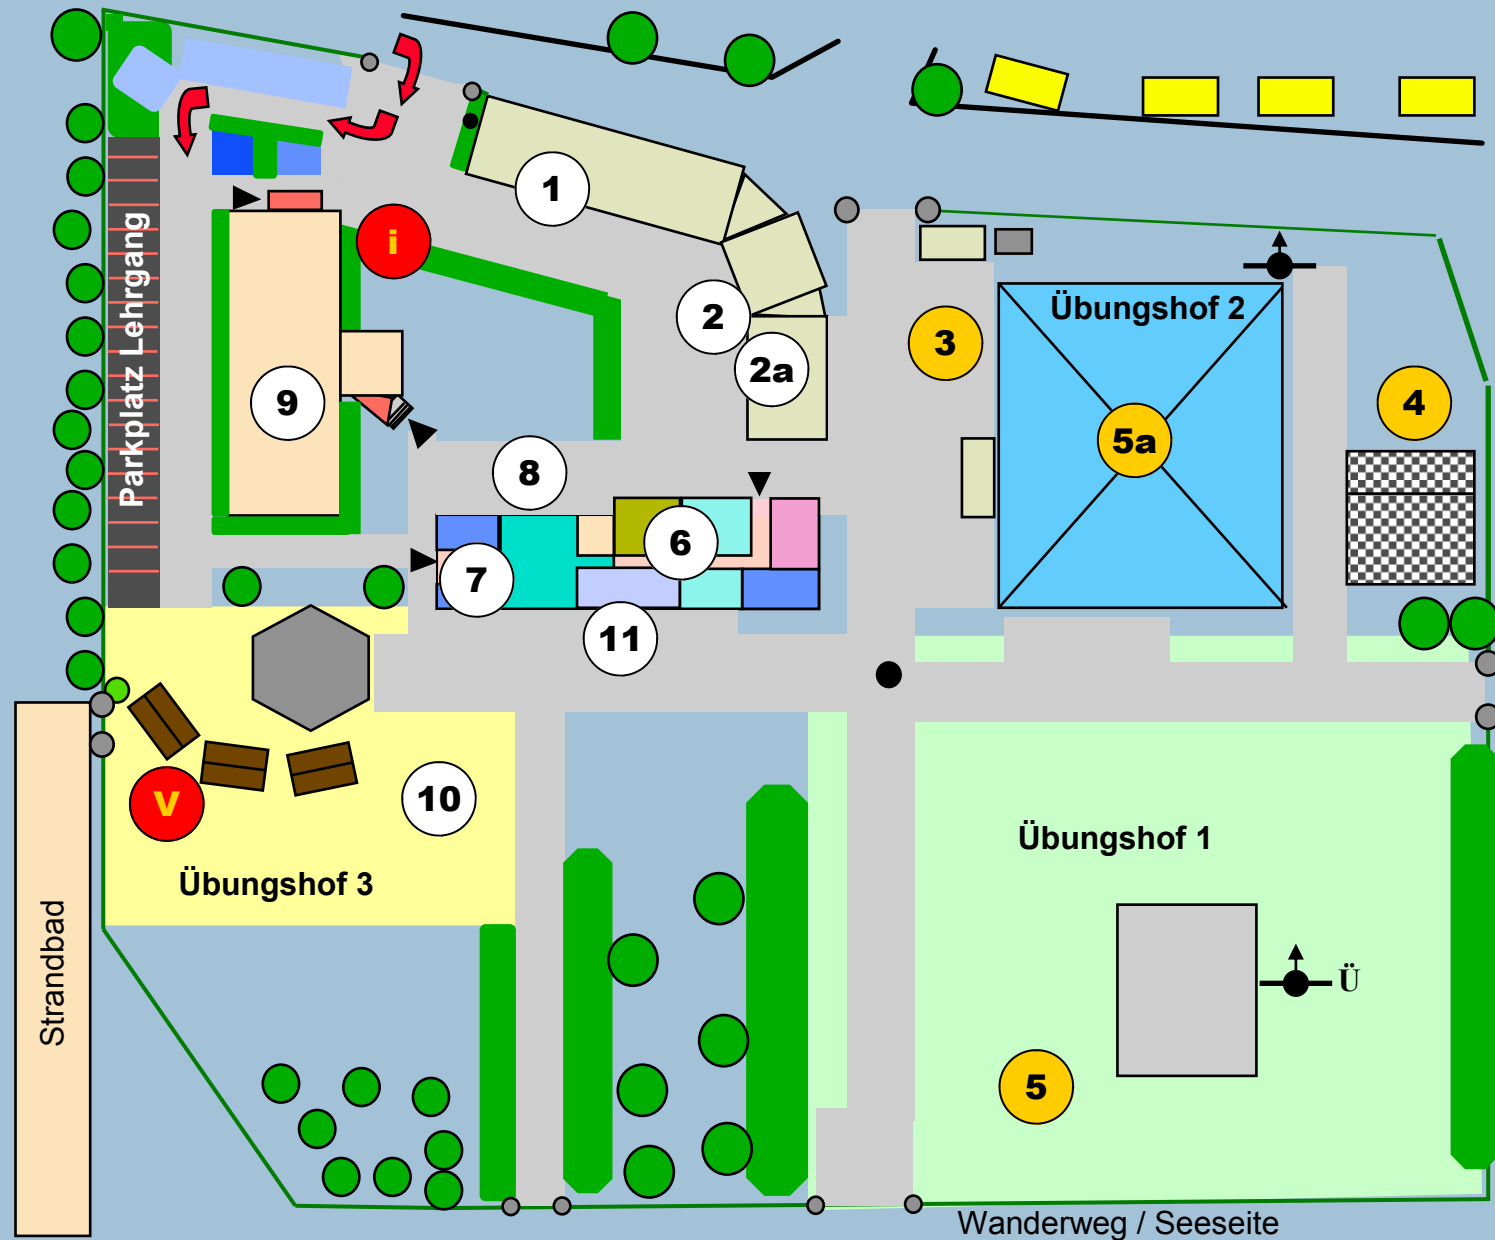 1
i
2
Übungshof 2
3
2a
Parkplatz Lehrgang
9
4
5a
8
6
7
11
V
10
Übungshof 1
Übungshof 3
Strandbad
Ü
5
Wanderweg / Seeseite